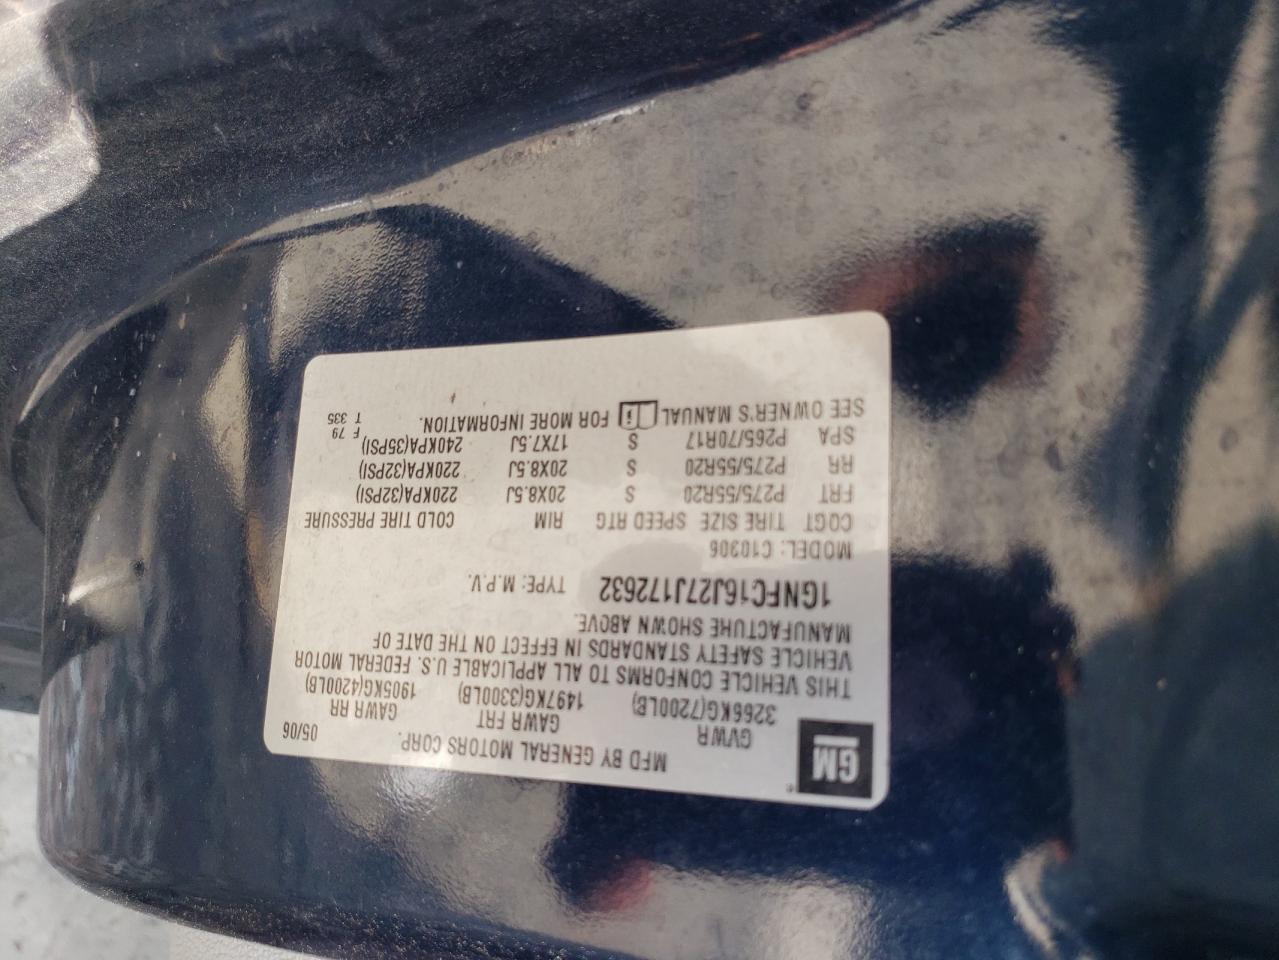 GM
MFD BY GENERAL MOTORS CORP. 05/06
GVWR GAWR FRT GAWR RR
3266KG(7200LB) 1497KG(3300LB) 1905KG(4200LB)
THIS VEHICLE CONFORMS TO ALL APPLICABLE U.S. FEDERAL MOTOR
VEHICLE SAFETY STANDARDS IN EFFECT ON THE DATE OF
MANUFACTURE SHOWN ABOVE.
1GNFC16J27J172632 TYPE: M.P.V.
MODEL: C10306
CQGT TIRE SIZE SPEED RTG RIM COLD TIRE PRESSURE
FRT P275/55R20 S 20X8.5J 220KPA(32PSI)
RR P275/55R20 S 20X8.5J 220KPA(32PSI)
SPA P265/70R17 S 17X7.5J 240KPA(35PSI) F 79
SEE OWNER'S MANUAL i FOR MORE INFORMATION. T 335